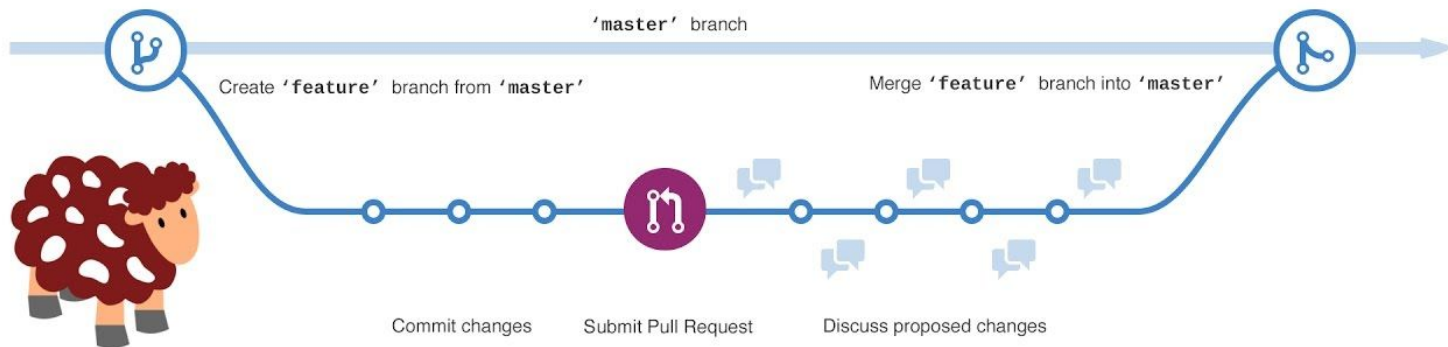 ‘master’ branch
Create ‘feature’ branch from ‘master’
Merge ‘feature’ branch into ‘master’
Commit changes
Submit Pull Request
Discuss proposed changes